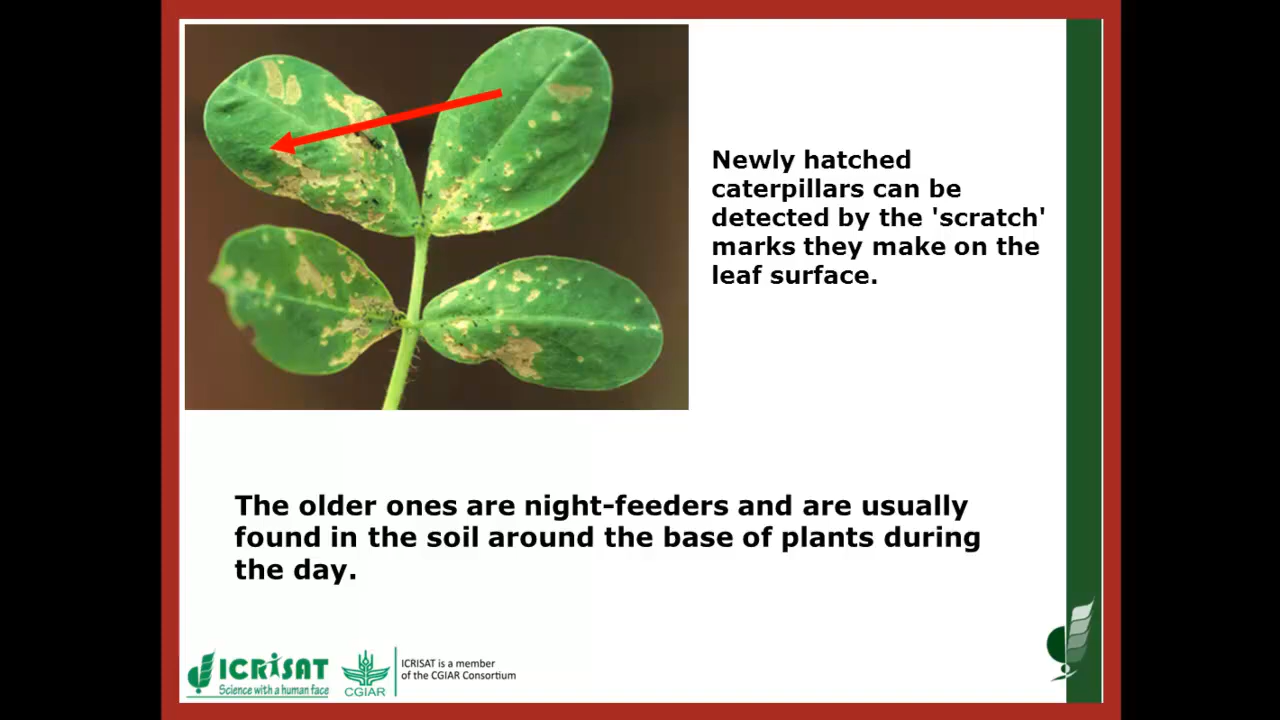 Newly hatched
caterpillars can be
detected by the 'scratch'
marks they make on the
leaf surface.
The older ones are night-feeders and are usually
found in the soil around the base of plants during
the day.
ICRISAT
Science with a human face
CGIAR
ICRISAT is a member
of the CGIAR Consortium